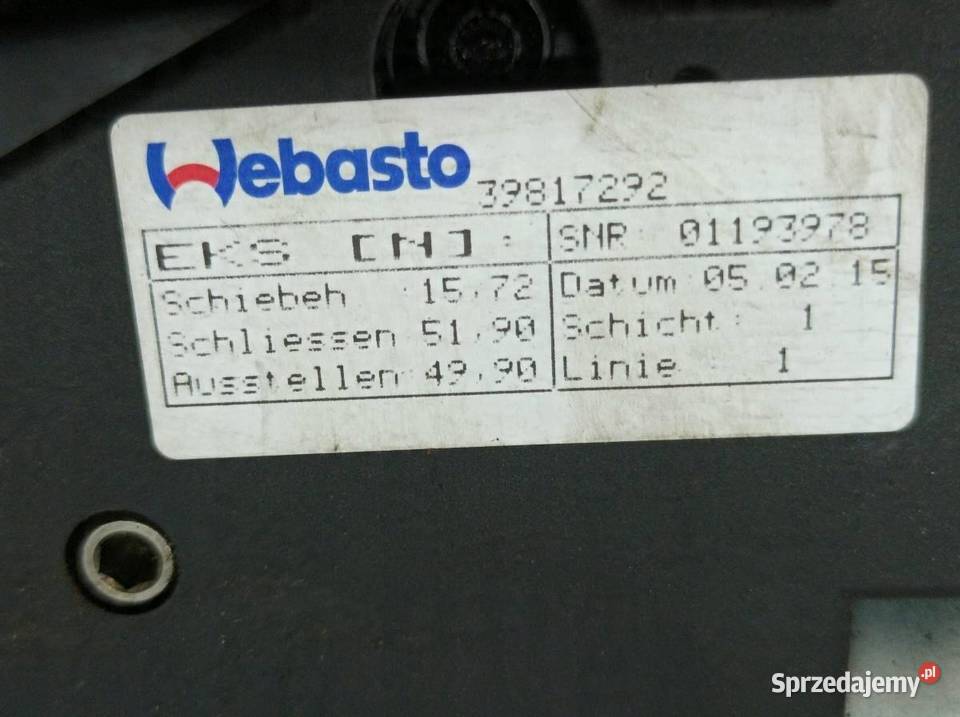 Webasto 39817292
EKS [N] : SNR: 01193978
Schieben :15,72 Datum:05.02.15
Schliessen:51,90 Schicht: 1
Ausstellen:49,90 Linie : 1
Sprzedajemy.pl